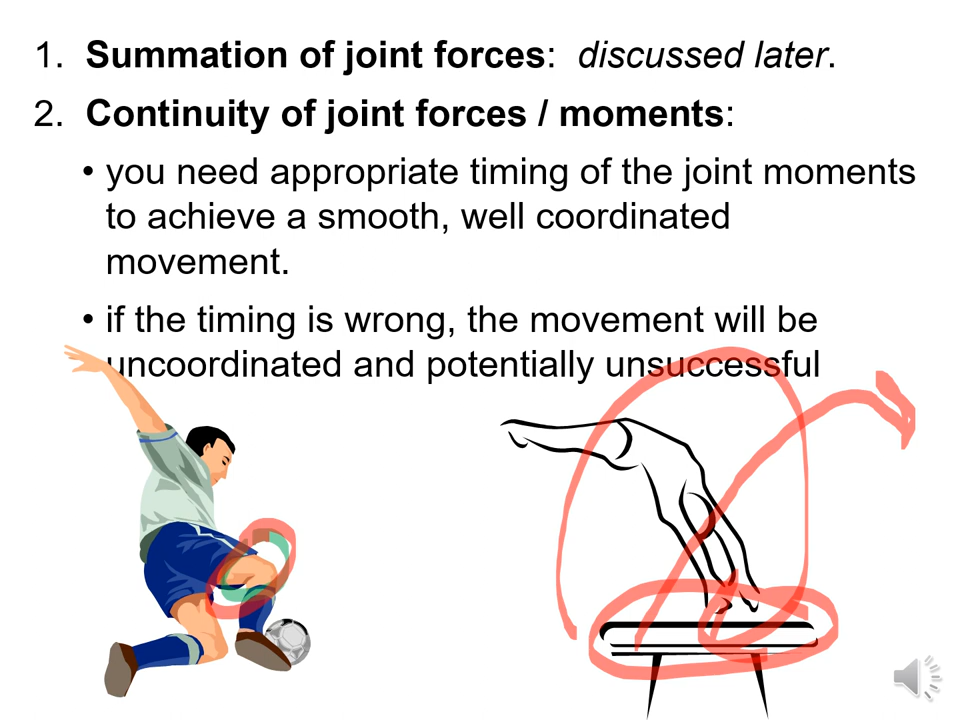 1. Summation of joint forces: discussed later.
2. Continuity of joint forces / moments:
• you need appropriate timing of the joint moments
to achieve a smooth, well coordinated
movement.
• if the timing is wrong, the movement will be
uncoordinated and potentially unsuccessful